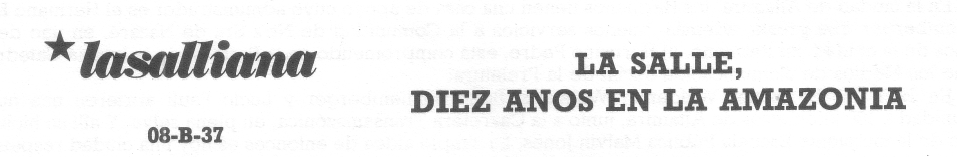 ★lasalliana
08-B-37
LA SALLE,
DIEZ ANOS EN LA AMAZONIA